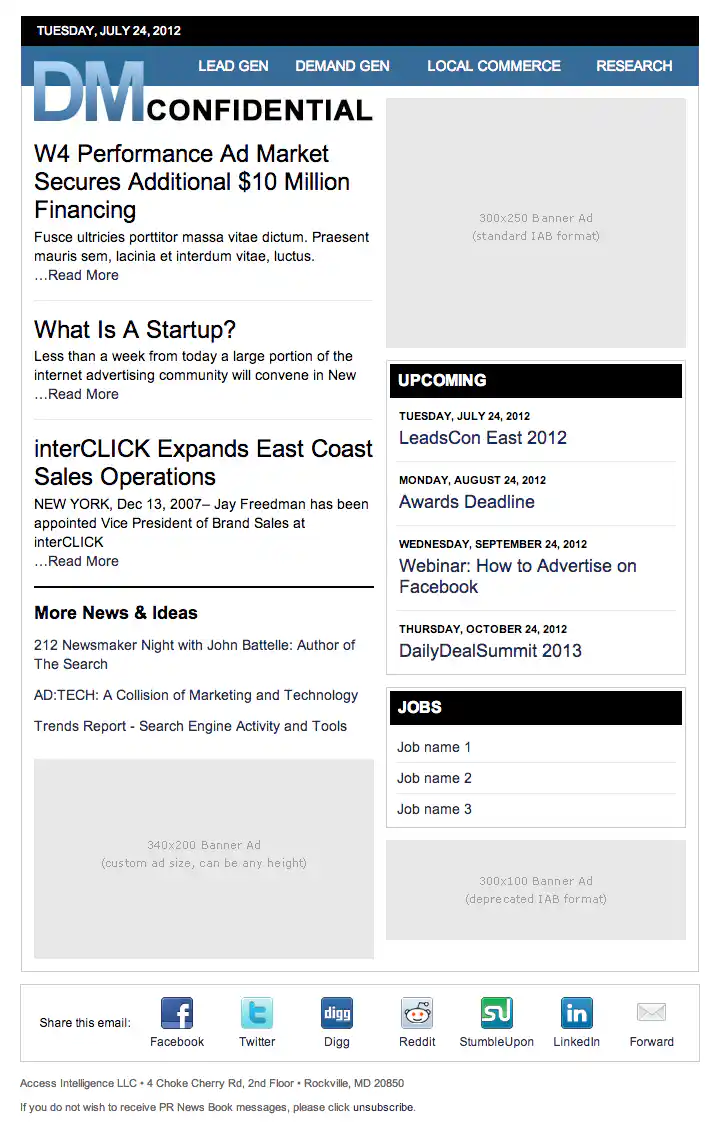 TUESDAY, JULY 24, 2012
LEAD GEN DEMAND GEN LOCAL COMMERCE RESEARCH
DMCONFIDENTIAL
W4 Performance Ad Market
Secures Additional $10 Million
Financing
Fusce ultricies porttitor massa vitae dictum. Praesent
mauris sem, lacinia et interdum vitae, luctus.
…Read More
What Is A Startup?
Less than a week from today a large portion of the
internet advertising community will convene in New
…Read More
interCLICK Expands East Coast
Sales Operations
NEW YORK, Dec 13, 2007– Jay Freedman has been
appointed Vice President of Brand Sales at
interCLICK
…Read More
More News & Ideas
212 Newsmaker Night with John Battelle: Author of
The Search
AD:TECH: A Collision of Marketing and Technology
Trends Report - Search Engine Activity and Tools
340x200 Banner Ad
(custom ad size, can be any height)
300x250 Banner Ad
(standard IAB format)
UPCOMING
TUESDAY, JULY 24, 2012
LeadsCon East 2012
MONDAY, AUGUST 24, 2012
Awards Deadline
WEDNESDAY, SEPTEMBER 24, 2012
Webinar: How to Advertise on
Facebook
THURSDAY, OCTOBER 24, 2012
DailyDealSummit 2013
JOBS
Job name 1
Job name 2
Job name 3
300x100 Banner Ad
(deprecated IAB format)
Share this email:
Facebook
Twitter
digg
Digg
Reddit
StumbleUpon
in
LinkedIn
Forward
Access Intelligence LLC • 4 Choke Cherry Rd, 2nd Floor • Rockville, MD 20850
If you do not wish to receive PR News Book messages, please click unsubscribe.